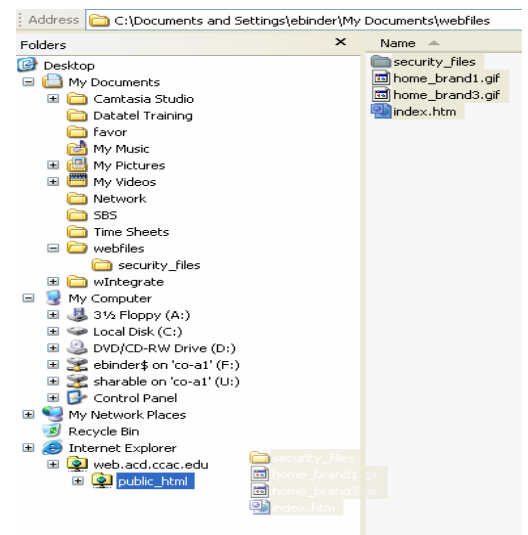 Address C:\Documents and Settings\ebinder\My Documents\webfiles
Folders
Desktop
My Documents
Camtasia Studio
Datatel Training
favor
My Music
My Pictures
My Videos
Network
SBS
Time Sheets
webfiles
security_files
wIntegrate
My Computer
3½ Floppy (A:)
Local Disk (C:)
DVD/CD-RW Drive (D:)
ebinder$ on 'co-a1' (F:)
sharable on 'co-a1' (U:)
Control Panel
My Network Places
Recycle Bin
Internet Explorer
web.acd.ccac.edu
public_html
Name
security_files
home_brand1.gif
home_brand3.gif
index.htm
security_files
home_brand1.gif
home_brand3.gif
index.htm